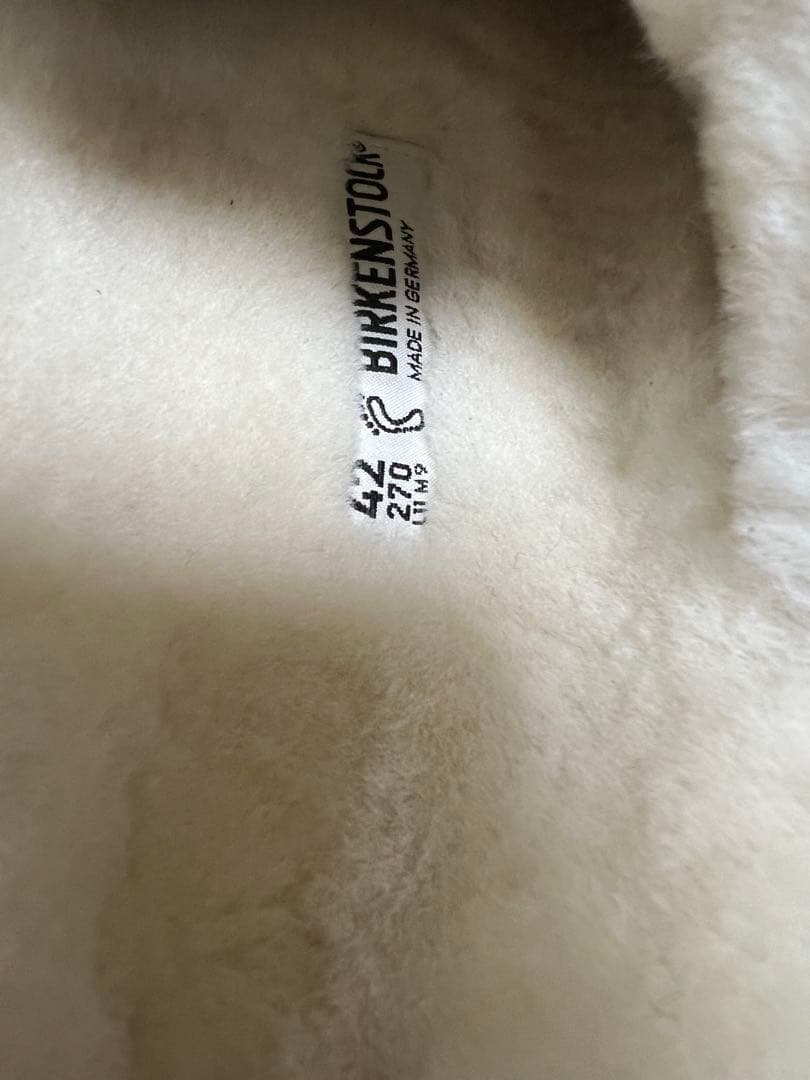 BIRKENSTOCK®
MADE IN GERMANY
42
270
L11 M9